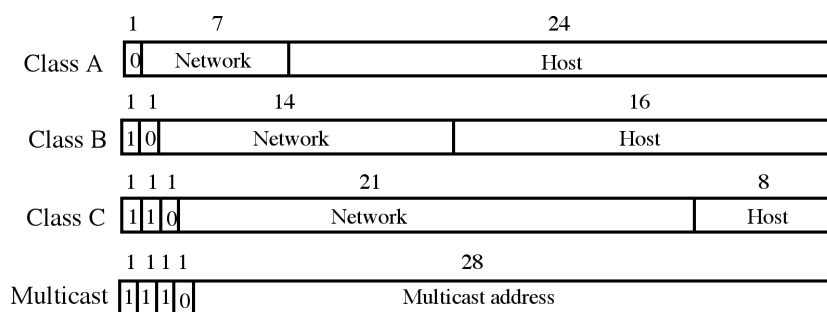 1 7 24
Class A 0 Network Host
1 1 14 16
Class B 1 0 Network Host
1 1 1 21 8
Class C 1 1 0 Network Host
1 1 1 1 28
Multicast 1 1 1 0 Multicast address